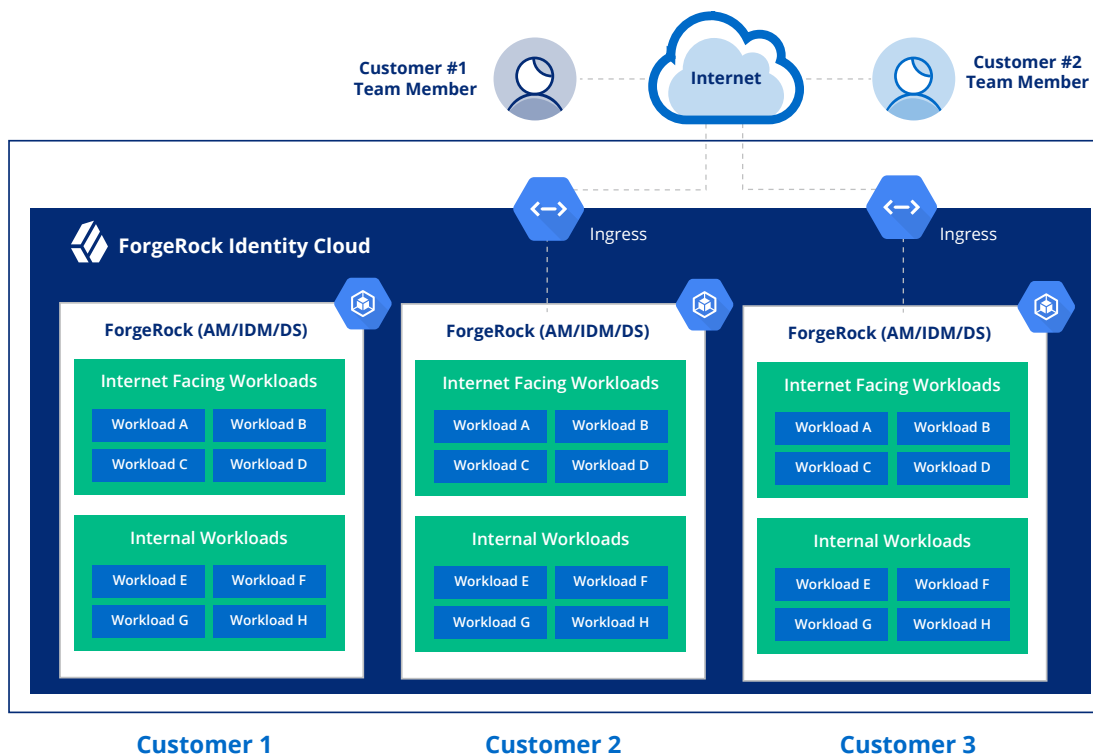 Customer #1
Team Member
Internet
Customer #2
Team Member
Ingress
Ingress
ForgeRock Identity Cloud
ForgeRock (AM/IDM/DS)
Internet Facing Workloads
Workload A
Workload B
Workload C
Workload D
Internal Workloads
Workload E
Workload F
Workload G
Workload H
ForgeRock (AM/IDM/DS)
Internet Facing Workloads
Workload A
Workload B
Workload C
Workload D
Internal Workloads
Workload E
Workload F
Workload G
Workload H
ForgeRock (AM/IDM/DS)
Internet Facing Workloads
Workload A
Workload B
Workload C
Workload D
Internal Workloads
Workload E
Workload F
Workload G
Workload H
Customer 1
Customer 2
Customer 3